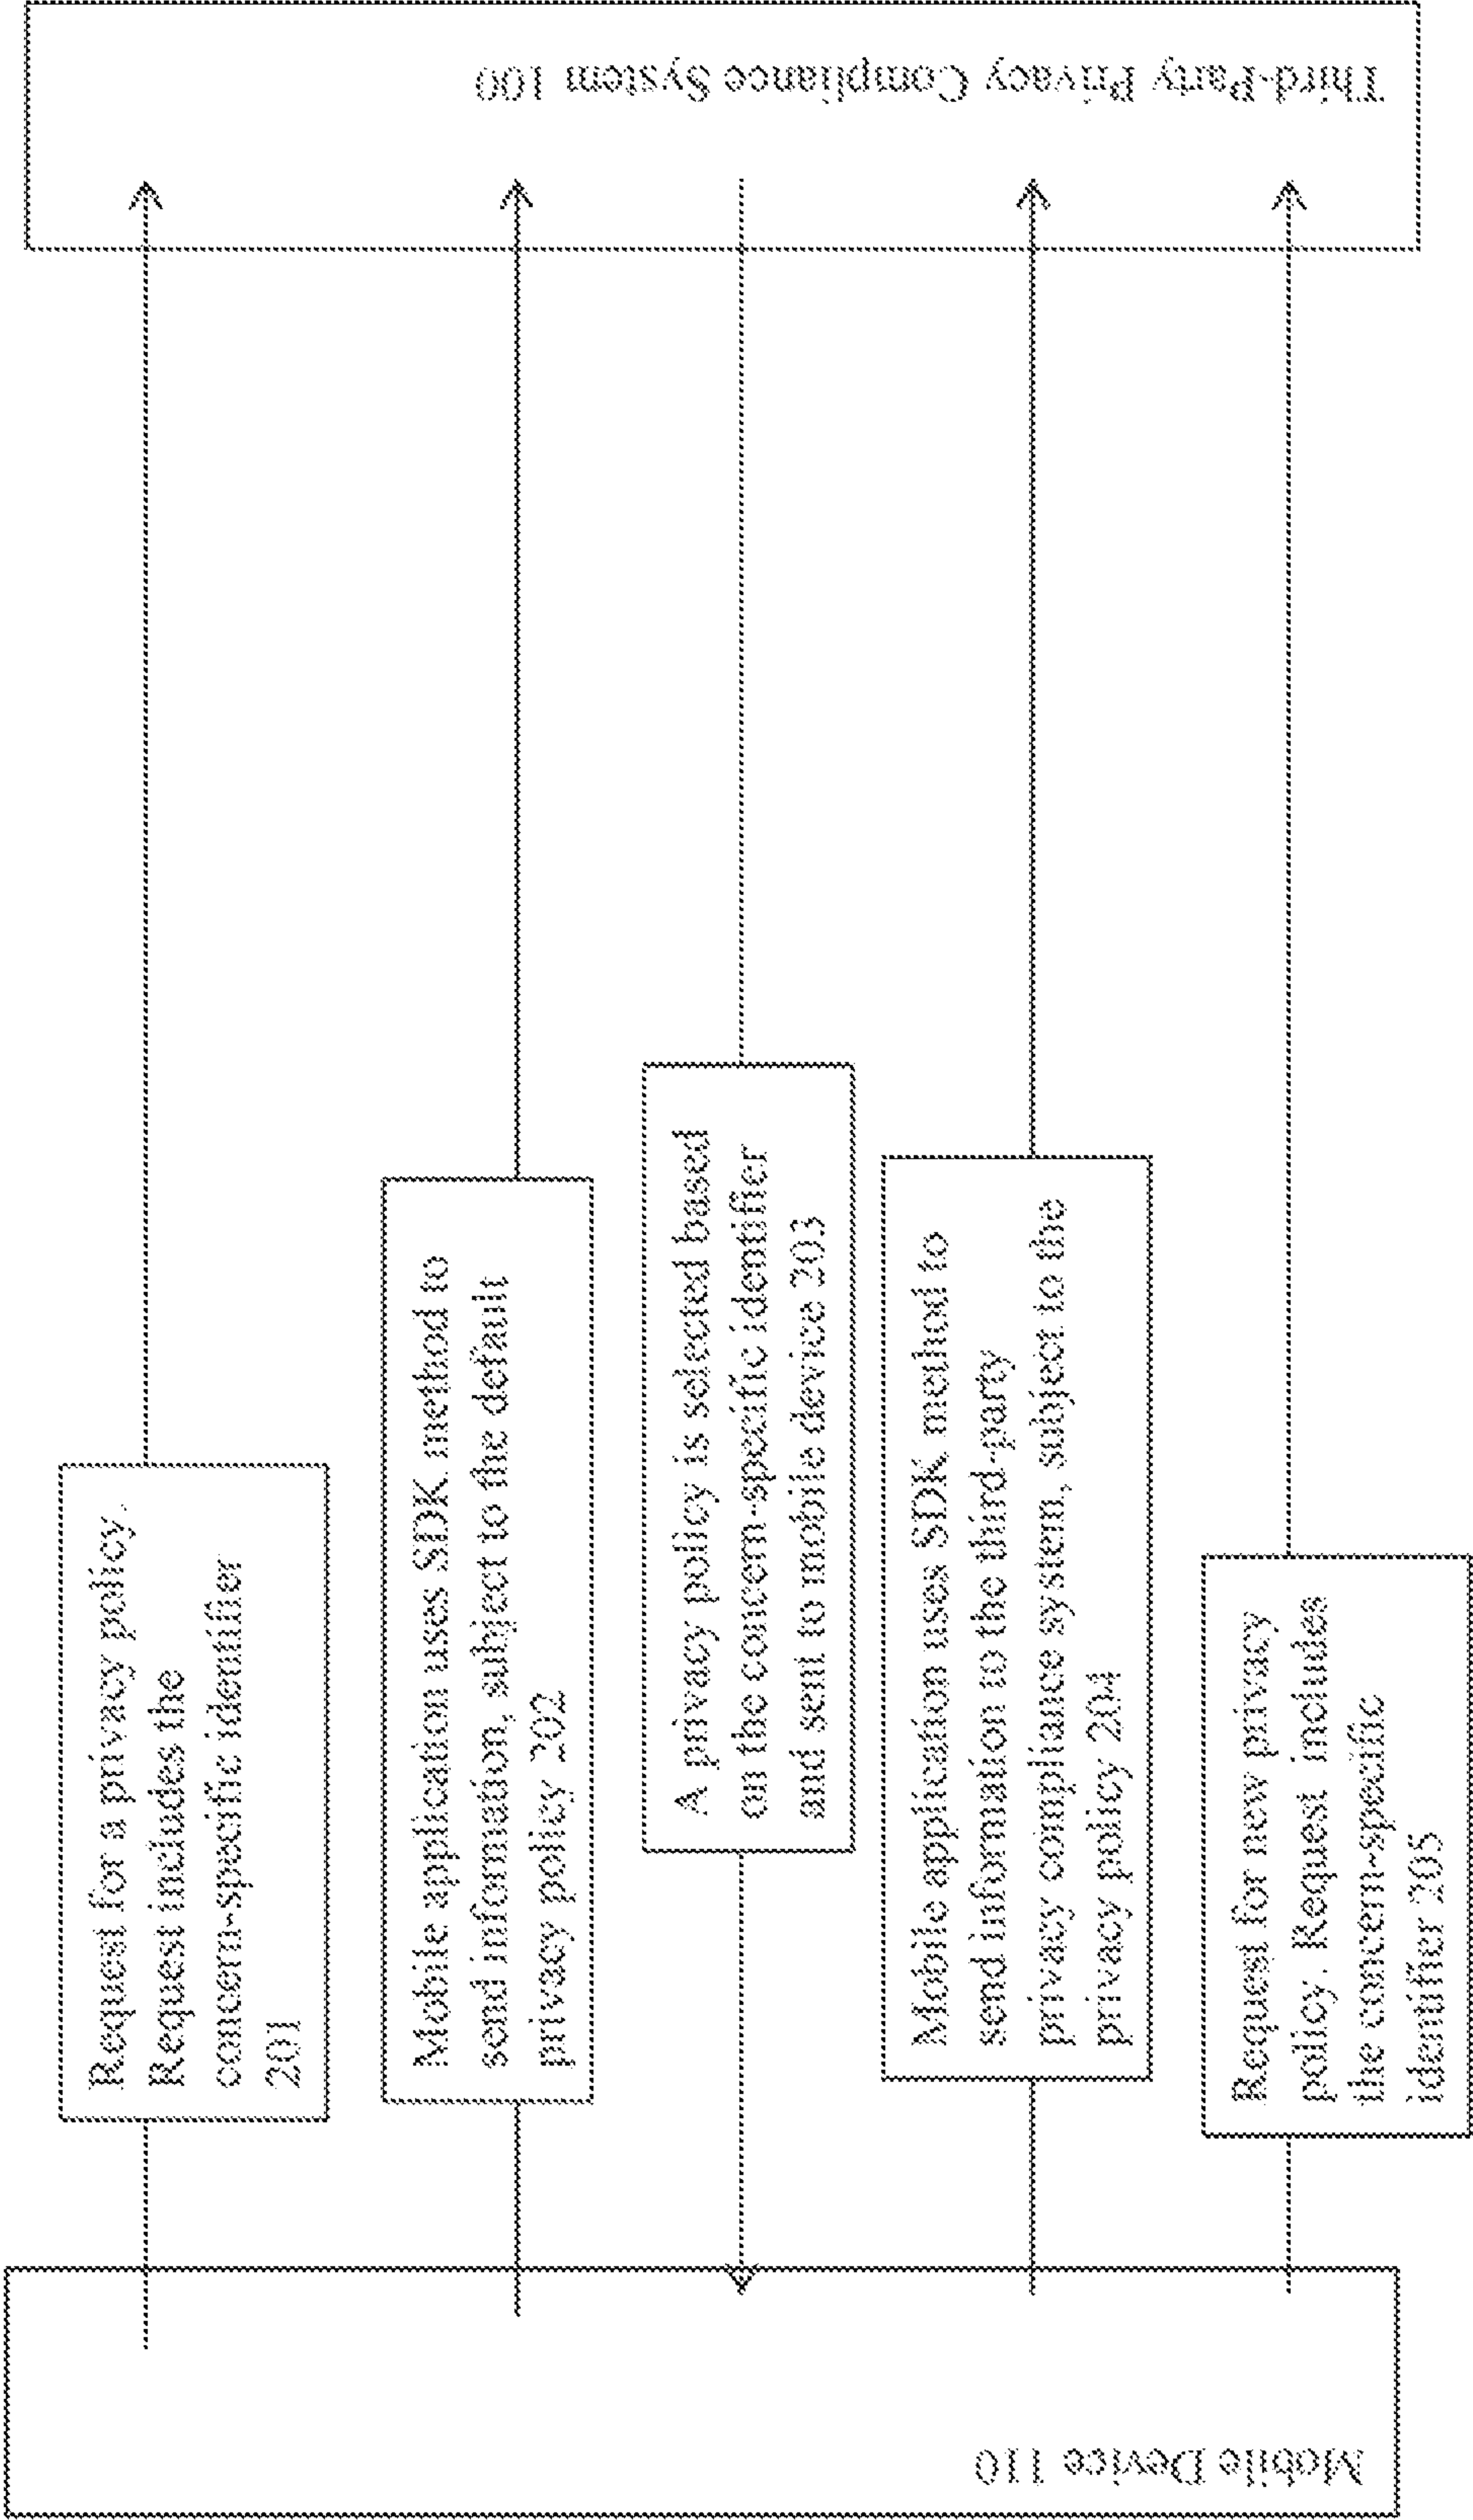 Mobile Device 110
Third-Party Privacy Compliance System 100
Request for a privacy policy.
Request includes the
concern-specific identifier
201
Mobile application uses SDK method to
send information, subject to the default
privacy policy 202
A privacy policy is selected based
on the concern-specific identifier
and sent to mobile device 203
Mobile application uses SDK method to
send information to the third-party
privacy compliance system, subject to the
privacy policy 204
Request for new privacy
policy. Request includes
the concern-specific
identifier 205